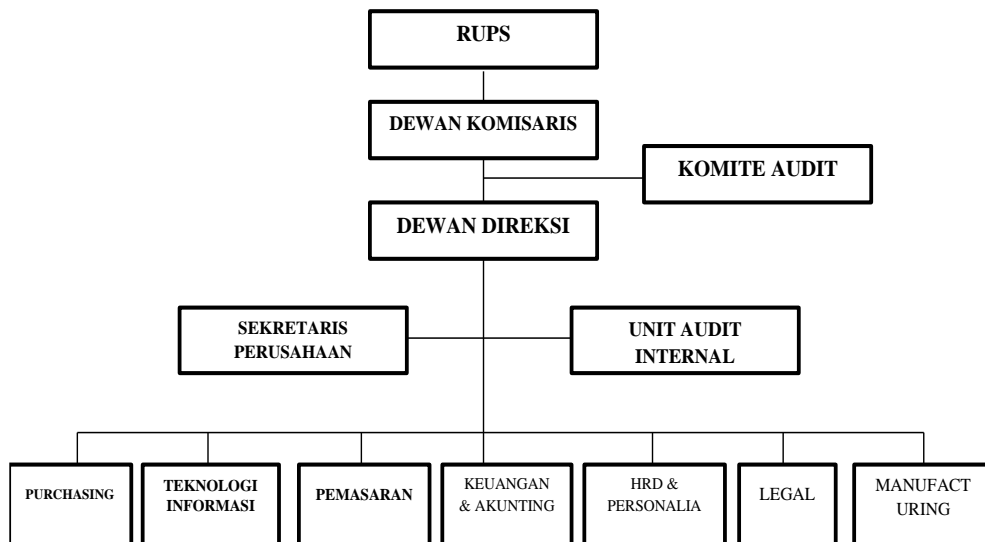 RUPS
DEWAN KOMISARIS
KOMITE AUDIT
DEWAN DIREKSI
SEKRETARIS
PERUSAHAAN
UNIT AUDIT
INTERNAL
PURCHASING
TEKNOLOGI
INFORMASI
PEMASARAN
KEUANGAN
& AKUNTING
HRD &
PERSONALIA
LEGAL
MANUFACT
URING